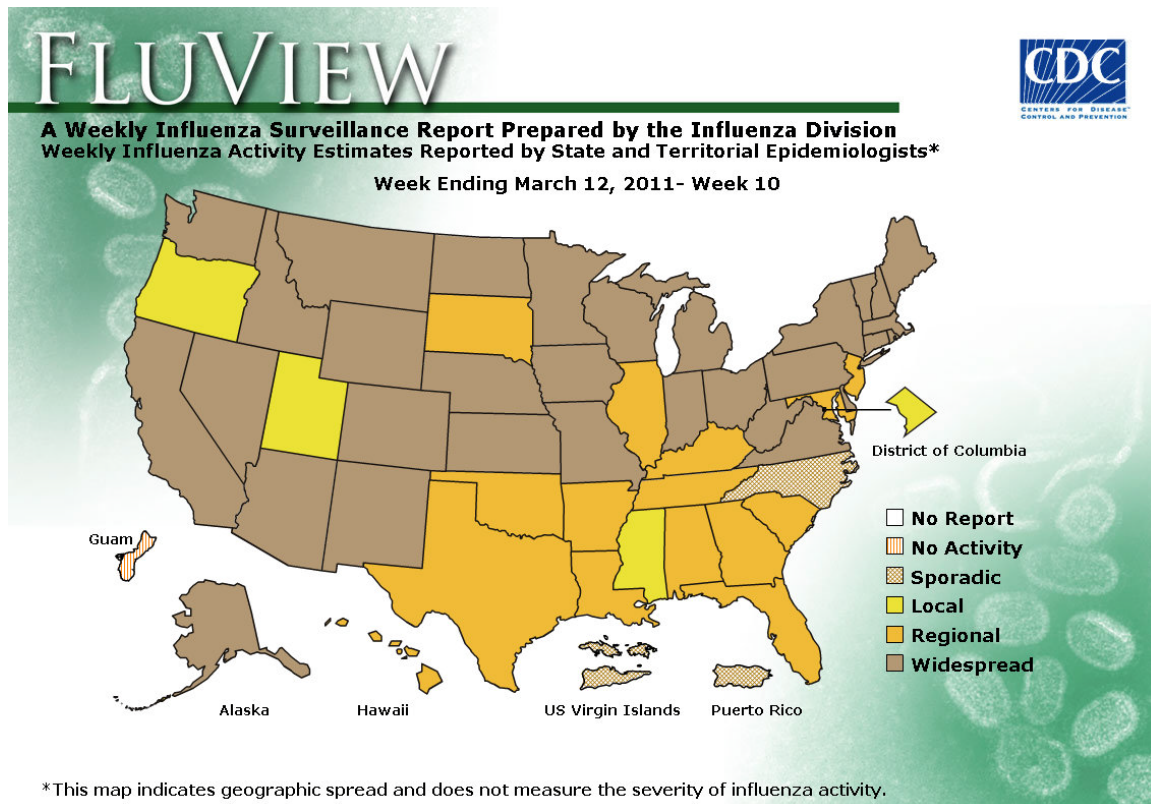 FLUVIEW
CDC
CENTERS FOR DISEASE™
CONTROL AND PREVENTION
A Weekly Influenza Surveillance Report Prepared by the Influenza Division
Weekly Influenza Activity Estimates Reported by State and Territorial Epidemiologists*
Week Ending March 12, 2011- Week 10
District of Columbia
No Report
Guam
No Activity
Sporadic
Local
Regional
Widespread
Alaska
Hawaii
US Virgin Islands
Puerto Rico
*This map indicates geographic spread and does not measure the severity of influenza activity.